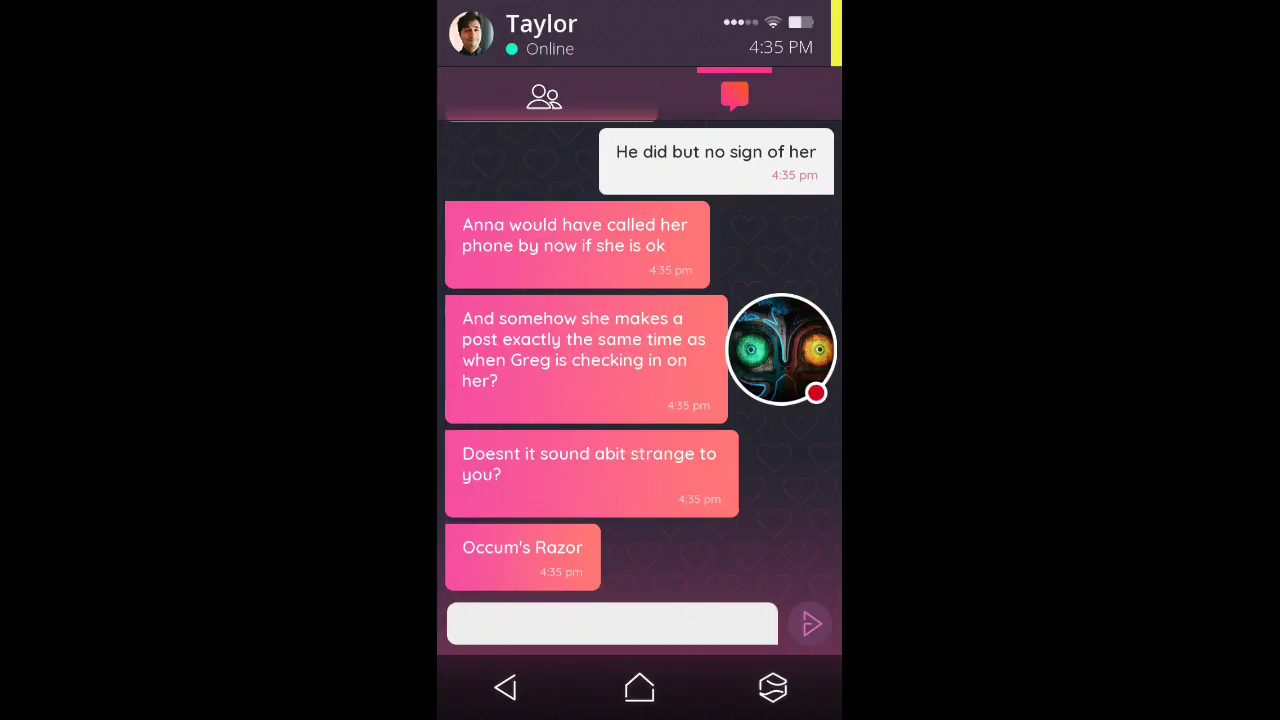 Taylor
Online
4:35 PM
He did but no sign of her
4:35 pm
Anna would have called her
phone by now if she is ok
4:35 pm
And somehow she makes a
post exactly the same time as
when Greg is checking in on
her?
4:35 pm
Doesnt it sound abit strange to
you?
4:35 pm
Occum's Razor
4:35 pm